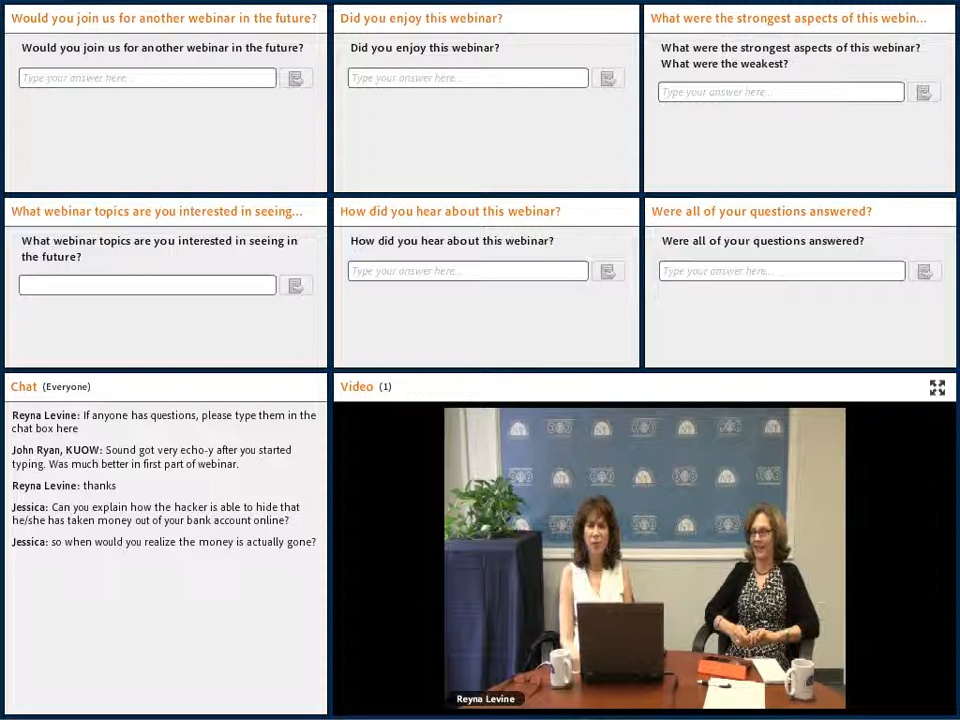 Would you join us for another webinar in the future?
Would you join us for another webinar in the future?
Type your answer here...
Did you enjoy this webinar?
Did you enjoy this webinar?
Type your answer here...
What were the strongest aspects of this webin...
What were the strongest aspects of this webinar?
What were the weakest?
Type your answer here...
What webinar topics are you interested in seeing...
What webinar topics are you interested in seeing in
the future?
How did you hear about this webinar?
How did you hear about this webinar?
Type your answer here...
Were all of your questions answered?
Were all of your questions answered?
Type your answer here...
Chat (Everyone)
Reyna Levine: If anyone has questions, please type them in the
chat box here
John Ryan, KUOW: Sound got very echo-y after you started
typing. Was much better in first part of webinar.
Reyna Levine: thanks
Jessica: Can you explain how the hacker is able to hide that
he/she has taken money out of your bank account online?
Jessica: so when would you realize the money is actually gone?
Video (1)
Reyna Levine